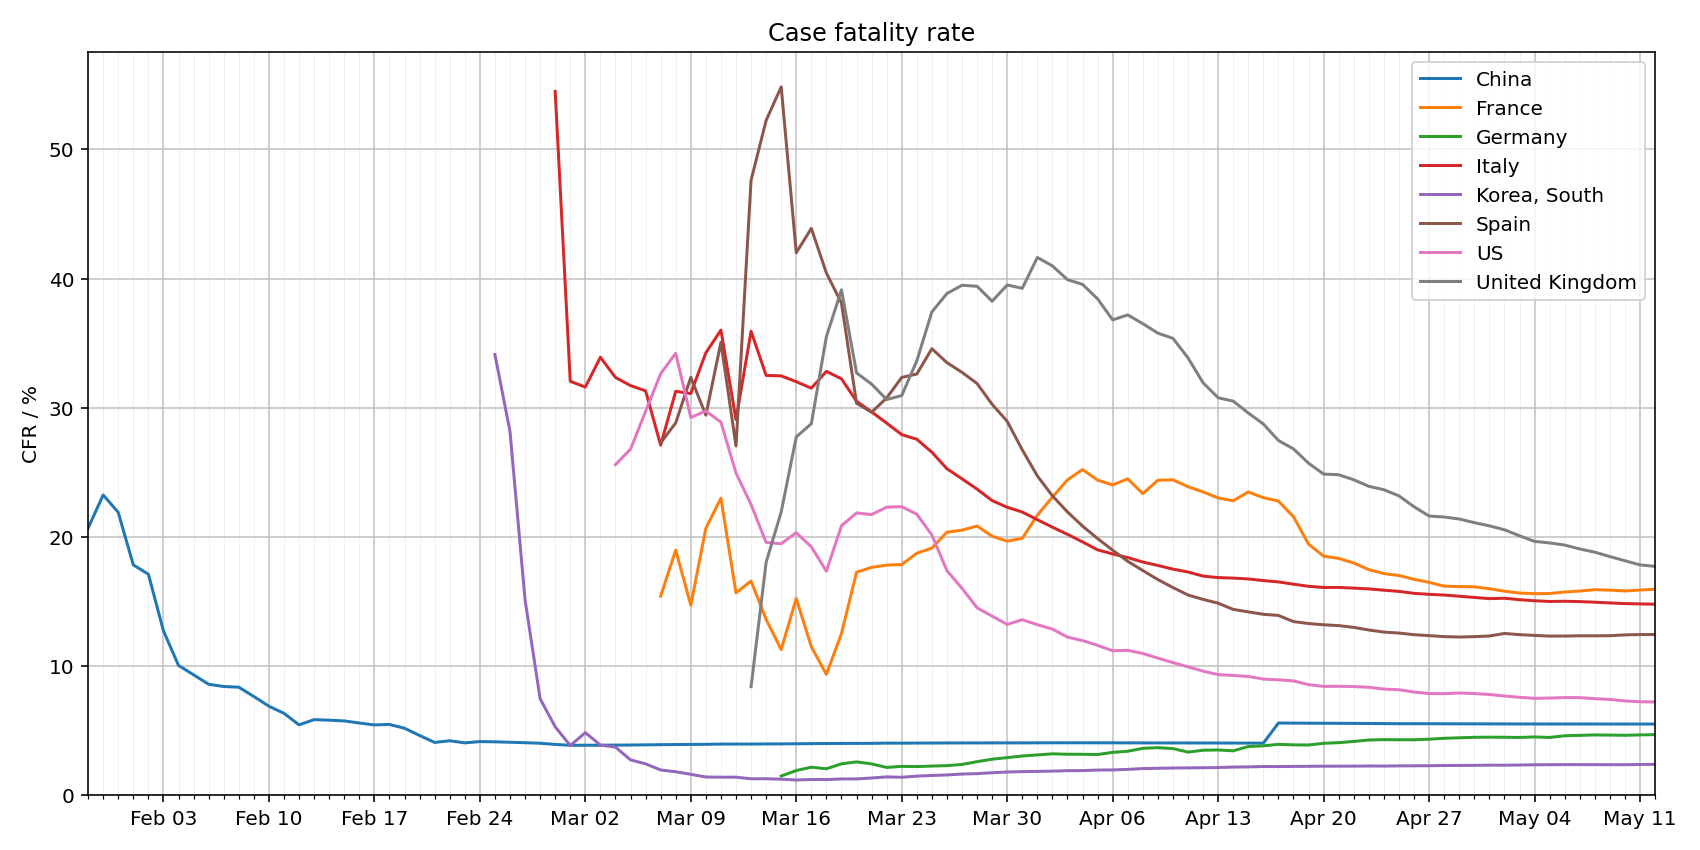 Case fatality rate
CFR / %
50
40
30
20
10
0
Feb 03 Feb 10 Feb 17 Feb 24 Mar 02 Mar 09 Mar 16 Mar 23 Mar 30 Apr 06 Apr 13 Apr 20 Apr 27 May 04 May 11
China
France
Germany
Italy
Korea, South
Spain
US
United Kingdom